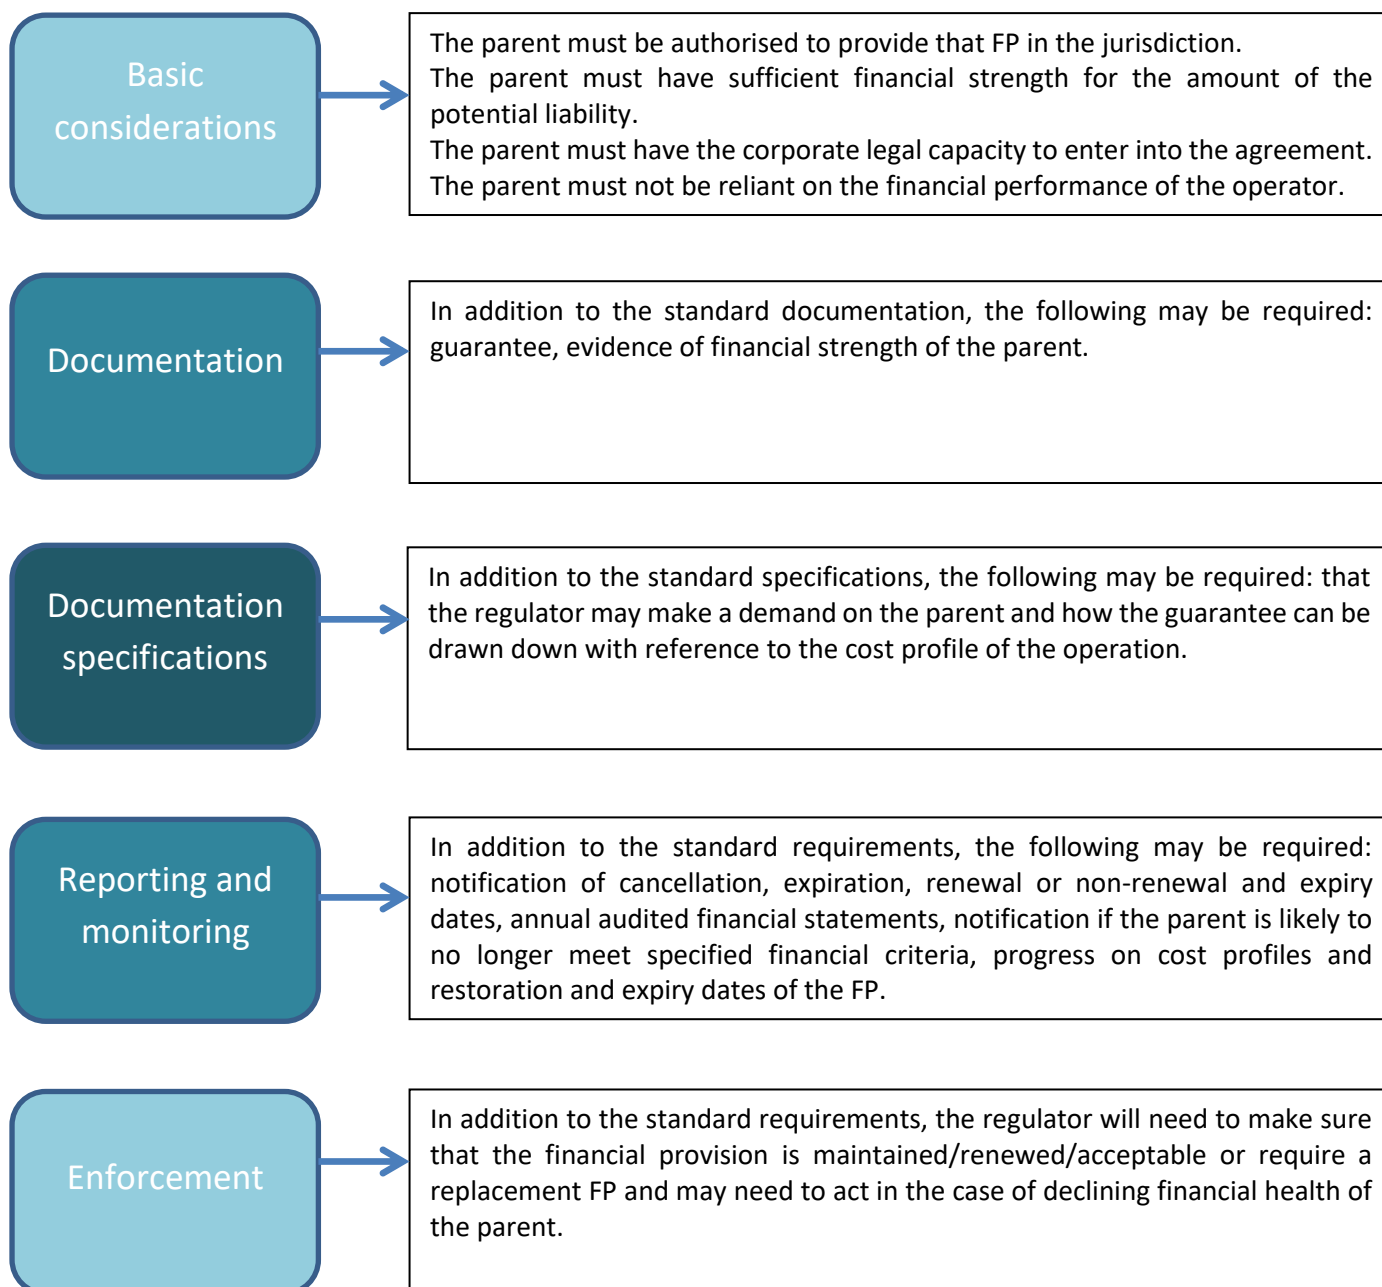 Basic
considerations
The parent must be authorised to provide that FP in the jurisdiction.
The parent must have sufficient financial strength for the amount of the
potential liability.
The parent must have the corporate legal capacity to enter into the agreement.
The parent must not be reliant on the financial performance of the operator.
Documentation
In addition to the standard documentation, the following may be required:
guarantee, evidence of financial strength of the parent.
Documentation
specifications
In addition to the standard specifications, the following may be required: that
the regulator may make a demand on the parent and how the guarantee can be
drawn down with reference to the cost profile of the operation.
Reporting and
monitoring
In addition to the standard requirements, the following may be required:
notification of cancellation, expiration, renewal or non-renewal and expiry
dates, annual audited financial statements, notification if the parent is likely to
no longer meet specified financial criteria, progress on cost profiles and
restoration and expiry dates of the FP.
Enforcement
In addition to the standard requirements, the regulator will need to make sure
that the financial provision is maintained/renewed/acceptable or require a
replacement FP and may need to act in the case of declining financial health of
the parent.